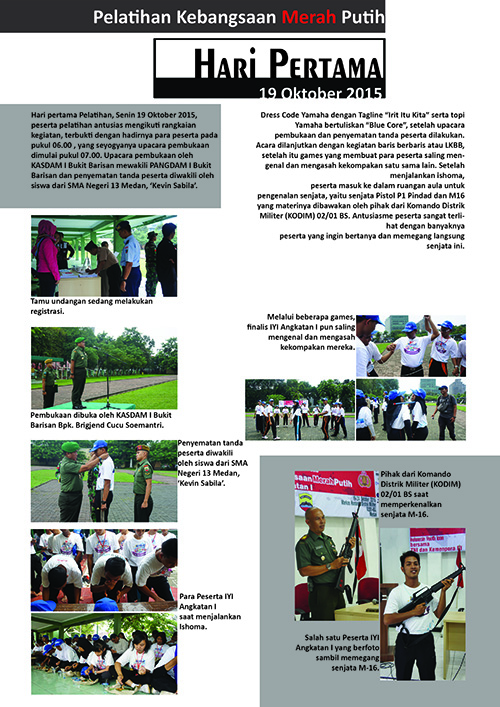 Pelatihan Kebangsaan Merah Putih
HARI PERTAMA
19 Oktober 2015
Hari pertama Pelatihan, Senin 19 Oktober 2015,
peserta pelatihan antusias mengikuti rangkaian
kegiatan, terbukti dengan hadirnya para peserta pada
pukul 06.00 , yang seyogyanya upacara pembukaan
dimulai pukul 07.00. Upacara pembukaan oleh
KASDAM I Bukit Barisan mewakili PANGDAM I Bukit
Barisan dan penyematan tanda peserta diwakili oleh
siswa dari SMA Negeri 13 Medan, ‘Kevin Sabila’.
Dress Code Yamaha dengan Tagline “Irit Itu Kita” serta topi
Yamaha bertuliskan “Blue Core”, setelah upacara
pembukaan dan penyematan tanda peserta dilakukan.
Acara dilanjutkan dengan kegiatan baris berbaris atau LKBB,
setelah itu games yang membuat para peserta saling men-
genal dan mengasah kekompakan satu sama lain. Setelah
menjalankan ishoma,
peserta masuk ke dalam ruangan aula untuk
pengenalan senjata, yaitu senjata Pistol P1 Pindad dan M16
yang materinya dibawakan oleh pihak dari Komando Distrik
Militer (KODIM) 02/01 BS. Antusiasme peserta sangat terli-
hat dengan banyaknya
peserta yang ingin bertanya dan memegang langsung
senjata ini.
Tamu undangan sedang melakukan
registrasi.
Pembukaan dibuka oleh KASDAM I Bukit
Barisan Bpk. Brigjend Cucu Soemantri.
Penyematan tanda
peserta diwakili
oleh siswa dari SMA
Negeri 13 Medan,
‘Kevin Sabila’.
Para Peserta IYI
Angkatan I
saat menjalankan
Ishoma.
Melalui beberapa games,
finalis IYI Angkatan I pun saling
mengenal dan mengasah
kekompakan mereka.
Pihak dari Komando
Distrik Militer (KODIM)
02/01 BS saat
memperkenalkan
senjata M-16.
Salah satu Peserta IYI
Angkatan I yang berfoto
sambil memegang
senjata M-16.